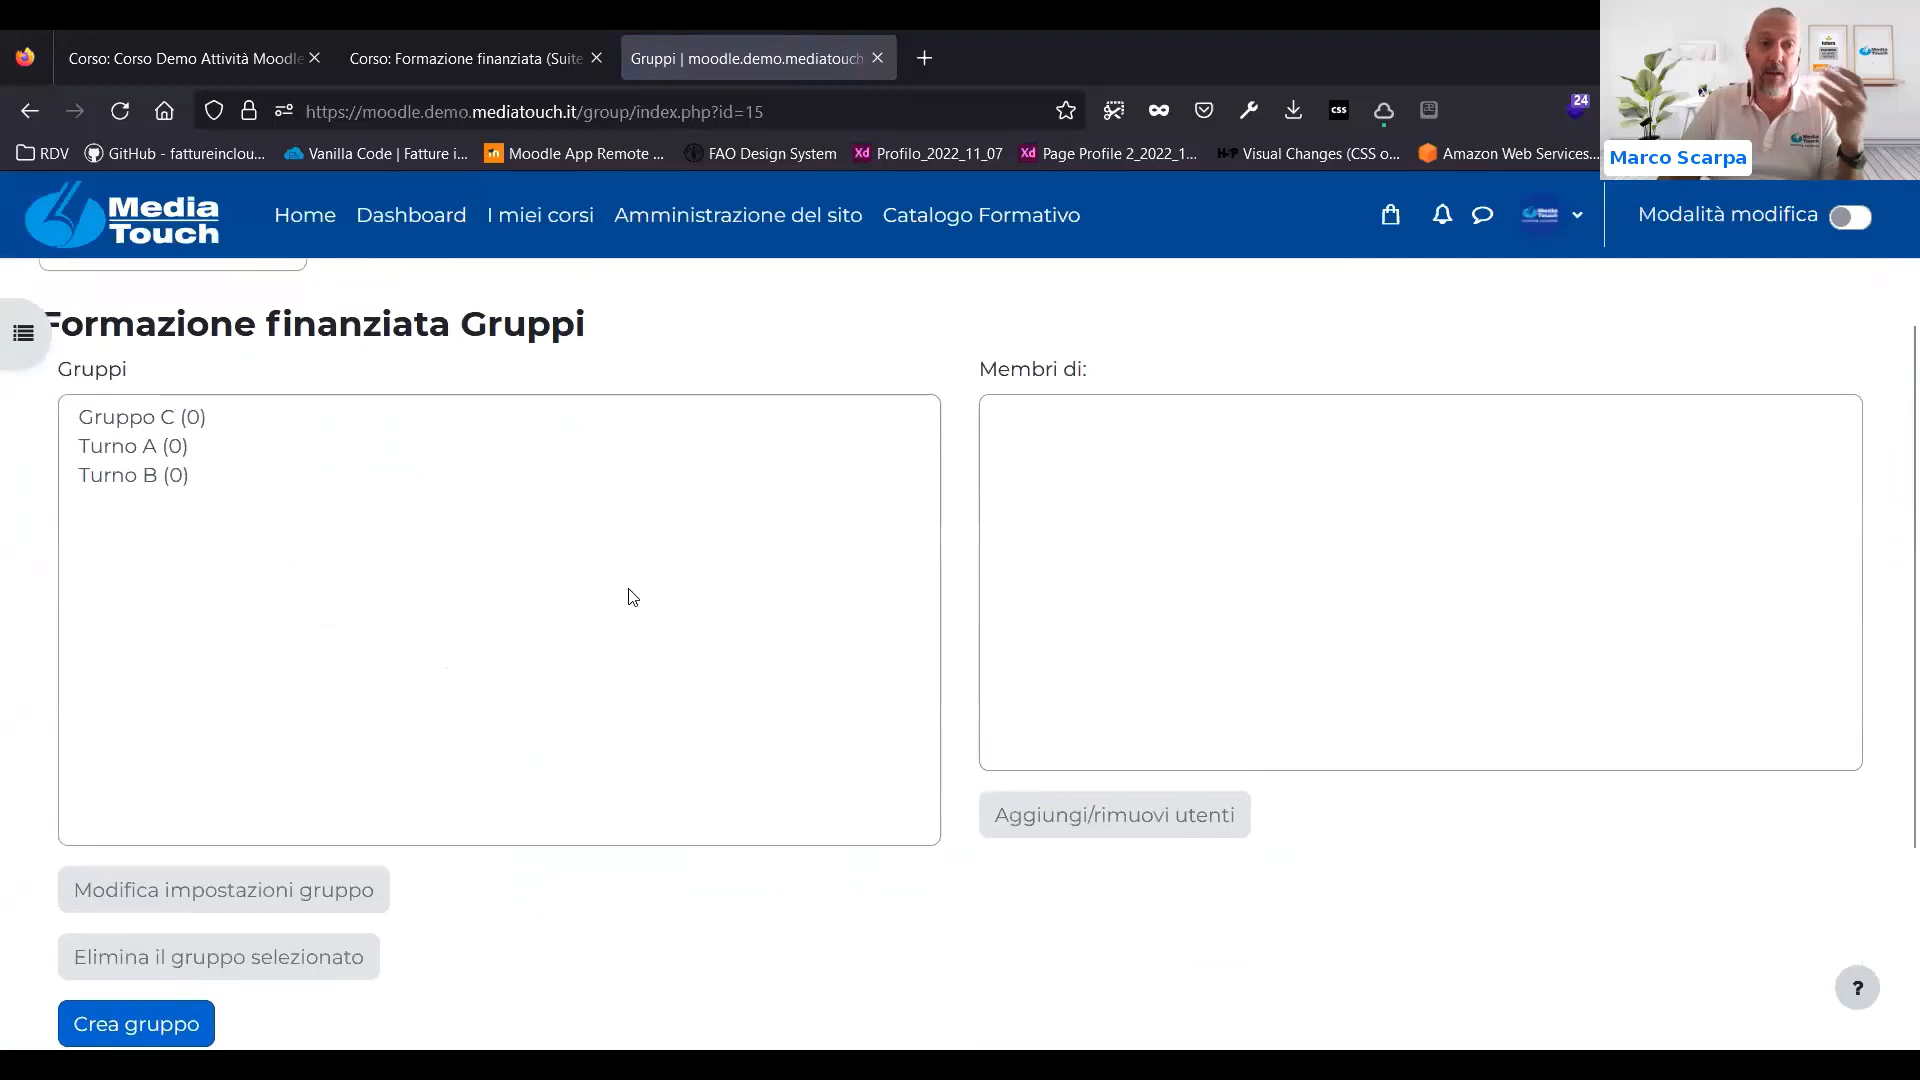 Corso: Corso Demo Attività Moodle
Corso: Formazione finanziata (Suite
Gruppi | moodle.demo.mediatouch
https://moodle.demo.mediatouch.it/group/index.php?id=15
css
24
RDV
GitHub - fattureinclou...
Vanilla Code | Fatture i...
Moodle App Remote ...
FAO Design System
Xd Profilo_2022_11_07
Xd Page Profile 2_2022_1...
Visual Changes (CSS o...
Amazon Web Services...
Marco Scarpa
Media Touch
Home
Dashboard
I miei corsi
Amministrazione del sito
Catalogo Formativo
Modalità modifica
Formazione finanziata Gruppi
Gruppi
Membri di:
Gruppo C (0)
Turno A (0)
Turno B (0)
Aggiungi/rimuovi utenti
Modifica impostazioni gruppo
Elimina il gruppo selezionato
?
Crea gruppo